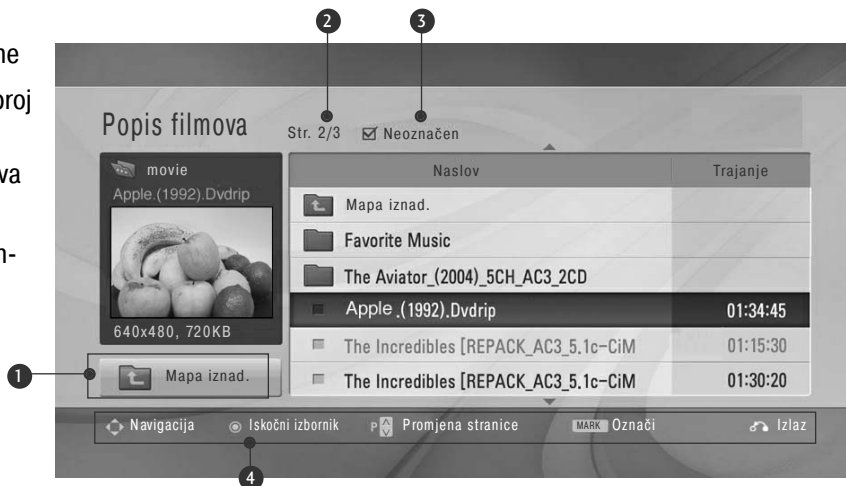 2 3
ne
broj
va
n-
Popis filmova Str. 2/3 Neoznačen
movie
Apple.(1992).Dvdrip
640x480, 720KB
1 Mapa iznad.
Naslov Trajanje
Mapa iznad.
Favorite Music
The Aviator_(2004)_5CH_AC3_2CD
Apple .(1992).Dvdrip 01:34:45
The Incredibles [REPACK_AC3_5.1c-CiM 01:15:30
The Incredibles [REPACK_AC3_5.1c-CiM 01:30:20
Navigacija Iskočni izbornik P Promjena stranice MARK Označi Izlaz
4